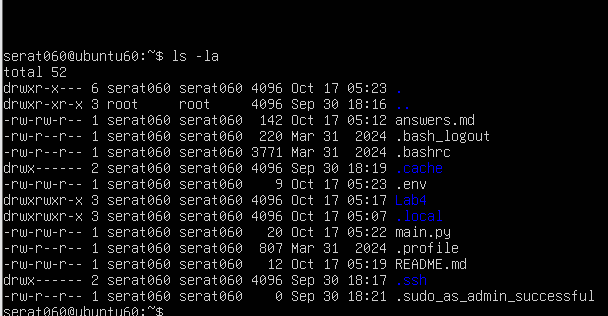 serat060@ubuntu60:~$ ls -la
total 52
drwxr-x--- 6 serat060 serat060 4096 Oct 17 05:23 .
drwxr-xr-x 3 root     root     4096 Sep 30 18:16 ..
-rw-rw-r-- 1 serat060 serat060  142 Oct 17 05:12 answers.md
-rw-r--r-- 1 serat060 serat060  220 Mar 31  2024 .bash_logout
-rw-r--r-- 1 serat060 serat060 3771 Mar 31  2024 .bashrc
drwx------ 2 serat060 serat060 4096 Sep 30 18:19 .cache
-rw-rw-r-- 1 serat060 serat060    9 Oct 17 05:23 .env
drwxrwxr-x 3 serat060 serat060 4096 Oct 17 05:17 Lab4
drwxrwxr-x 3 serat060 serat060 4096 Oct 17 05:07 .local
-rw-rw-r-- 1 serat060 serat060   20 Oct 17 05:22 main.py
-rw-r--r-- 1 serat060 serat060  807 Mar 31  2024 .profile
-rw-rw-r-- 1 serat060 serat060   12 Oct 17 05:19 README.md
drwx------ 2 serat060 serat060 4096 Sep 30 18:17 .ssh
-rw-r--r-- 1 serat060 serat060    0 Sep 30 18:21 .sudo_as_admin_successful
serat060@ubuntu60:~$